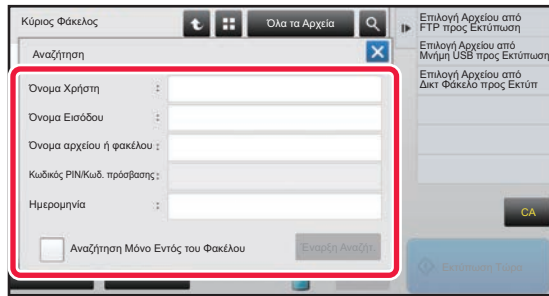 Κύριος Φάκελος
Όλα τα Αρχεία
Αναζήτηση
Όνομα Χρήστη :
Όνομα Εισόδου :
Όνομα αρχείου ή φακέλου :
Κωδικός PIN/Κωδ. πρόσβασης :
Ημερομηνία :
Αναζήτηση Μόνο Εντός του Φακέλου
Έναρξη Αναζήτ.
Επιλογή Αρχείου από
FTP προς Εκτύπωση
Επιλογή Αρχείου από
Μνήμη USB προς Εκτύπωση
Επιλογή Αρχείου από
Δικτ Φάκελο προς Εκτύπ
CA
Εκτύπωση Τώρα